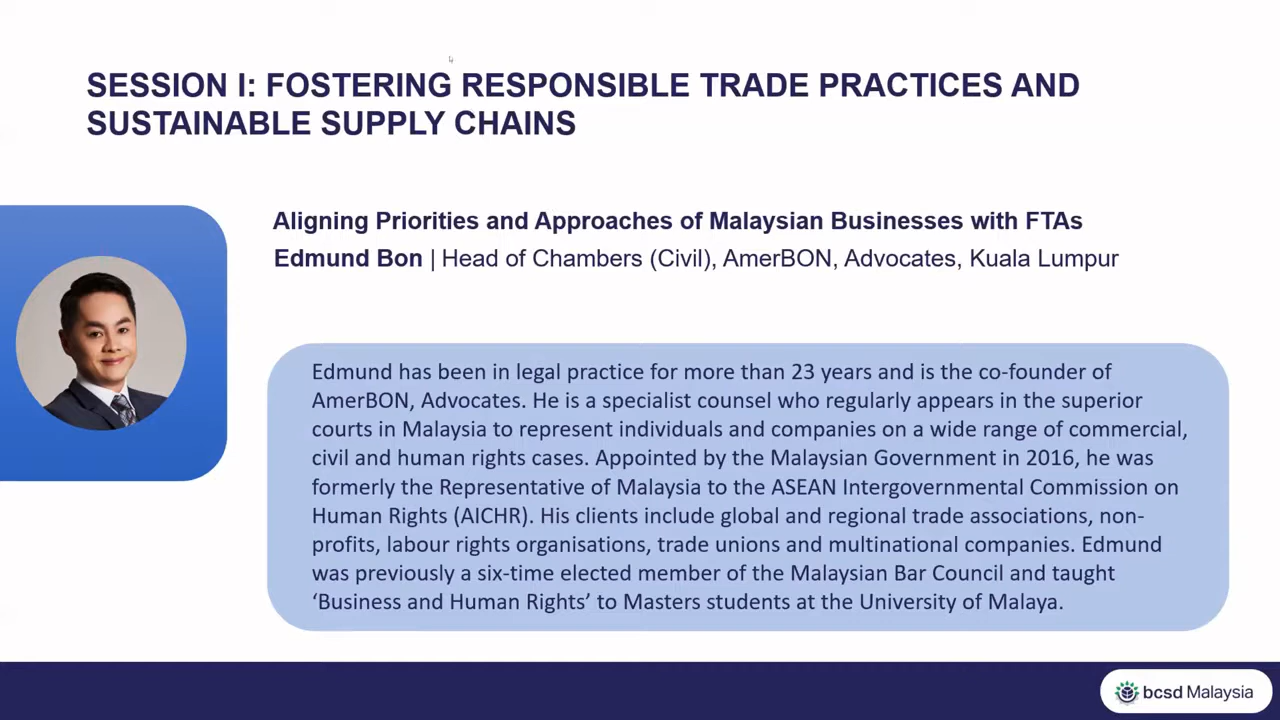 SESSION I: FOSTERING RESPONSIBLE TRADE PRACTICES AND
SUSTAINABLE SUPPLY CHAINS
Aligning Priorities and Approaches of Malaysian Businesses with FTAs
Edmund Bon | Head of Chambers (Civil), AmerBON, Advocates, Kuala Lumpur
Edmund has been in legal practice for more than 23 years and is the co-founder of
AmerBON, Advocates. He is a specialist counsel who regularly appears in the superior
courts in Malaysia to represent individuals and companies on a wide range of commercial,
civil and human rights cases. Appointed by the Malaysian Government in 2016, he was
formerly the Representative of Malaysia to the ASEAN Intergovernmental Commission on
Human Rights (AICHR). His clients include global and regional trade associations, non-
profits, labour rights organisations, trade unions and multinational companies. Edmund
was previously a six-time elected member of the Malaysian Bar Council and taught
‘Business and Human Rights’ to Masters students at the University of Malaya.
bcsd Malaysia